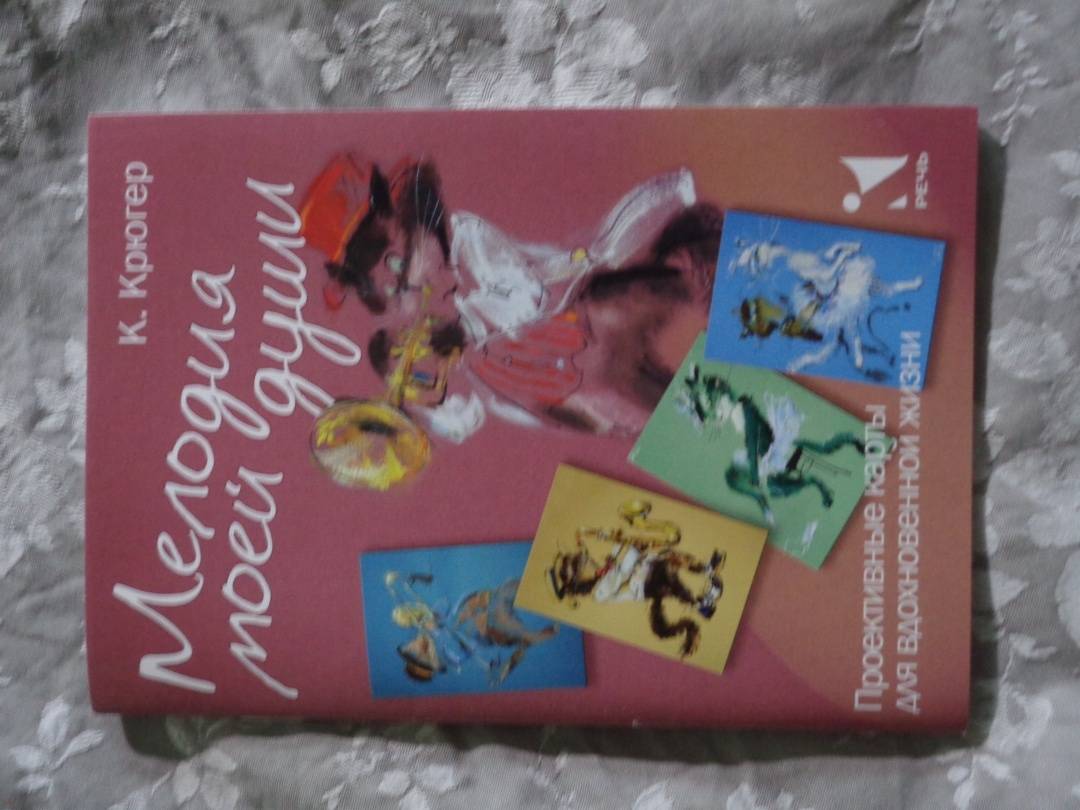 К. Крюгер
Мелодия
моей души
Проективные карты
для вдохновенной жизни
РЕЧЬ